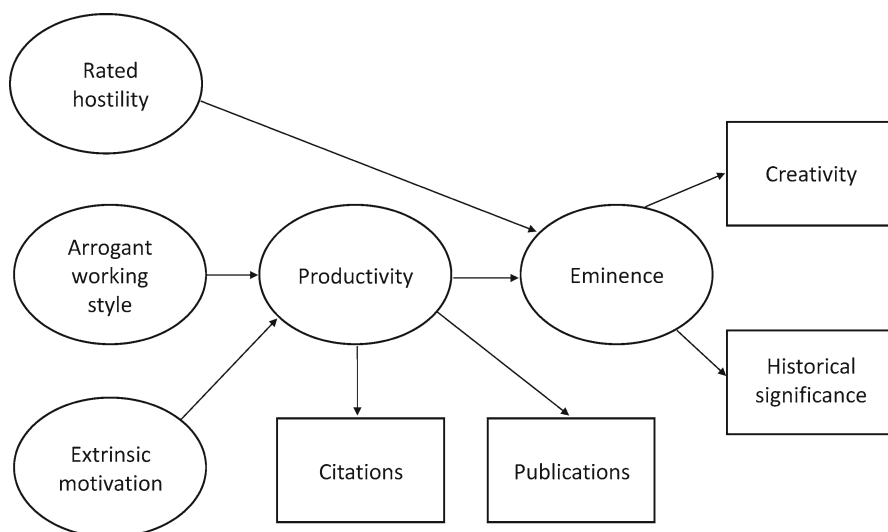 Rated
hostility
Creativity
Arrogant
working
style
Productivity
Eminence
Historical
significance
Extrinsic
motivation
Citations
Publications